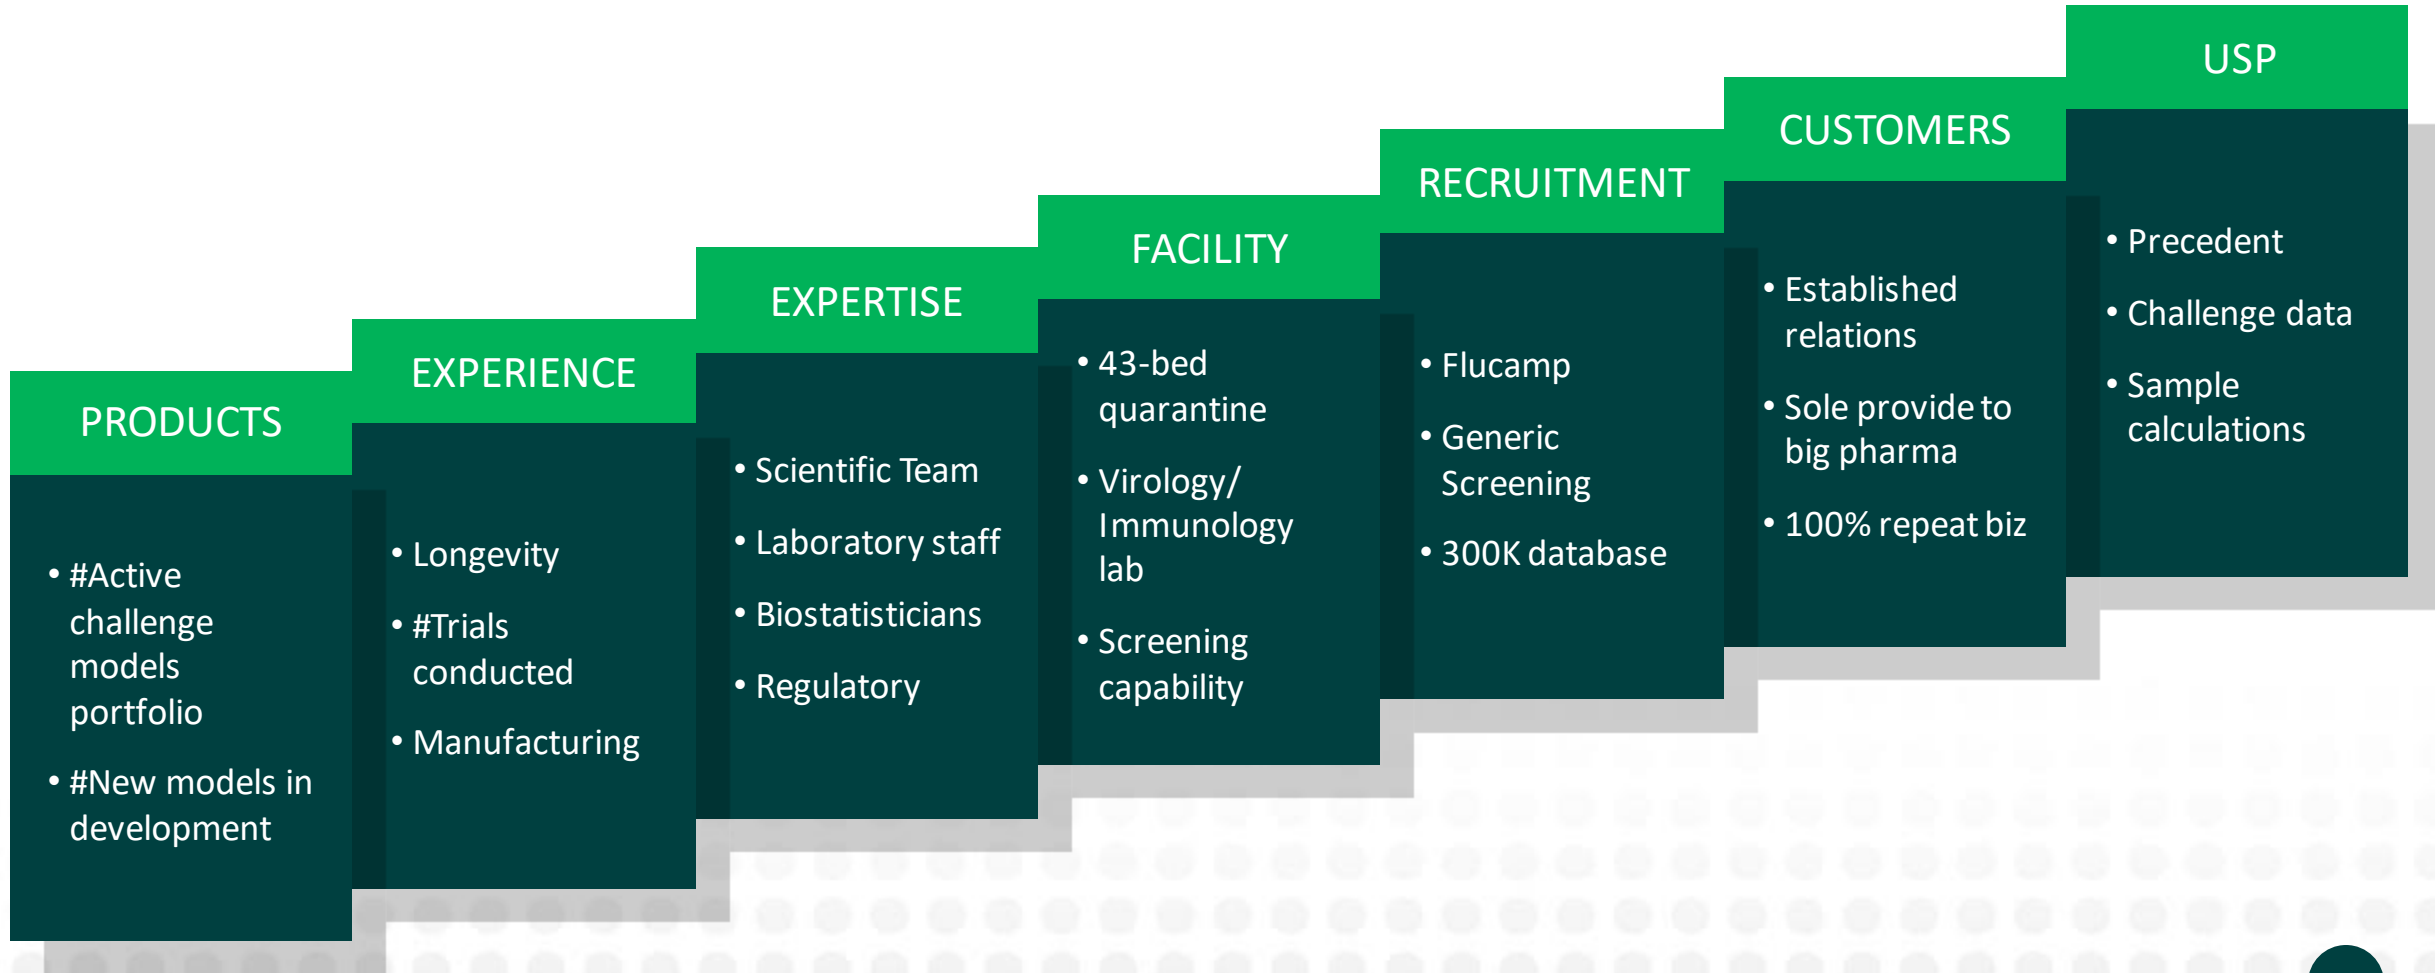 PRODUCTS
• #Active
challenge
models
portfolio
• #New models in
development
EXPERIENCE
• Longevity
• #Trials
conducted
• Manufacturing
EXPERTISE
• Scientific Team
• Laboratory staff
• Biostatisticians
• Regulatory
FACILITY
• 43-bed
quarantine
• Virology/
Immunology
lab
• Screening
capability
RECRUITMENT
• Flucamp
• Generic
Screening
• 300K database
CUSTOMERS
• Established
relations
• Sole provide to
big pharma
• 100% repeat biz
USP
• Precedent
• Challenge data
• Sample
calculations